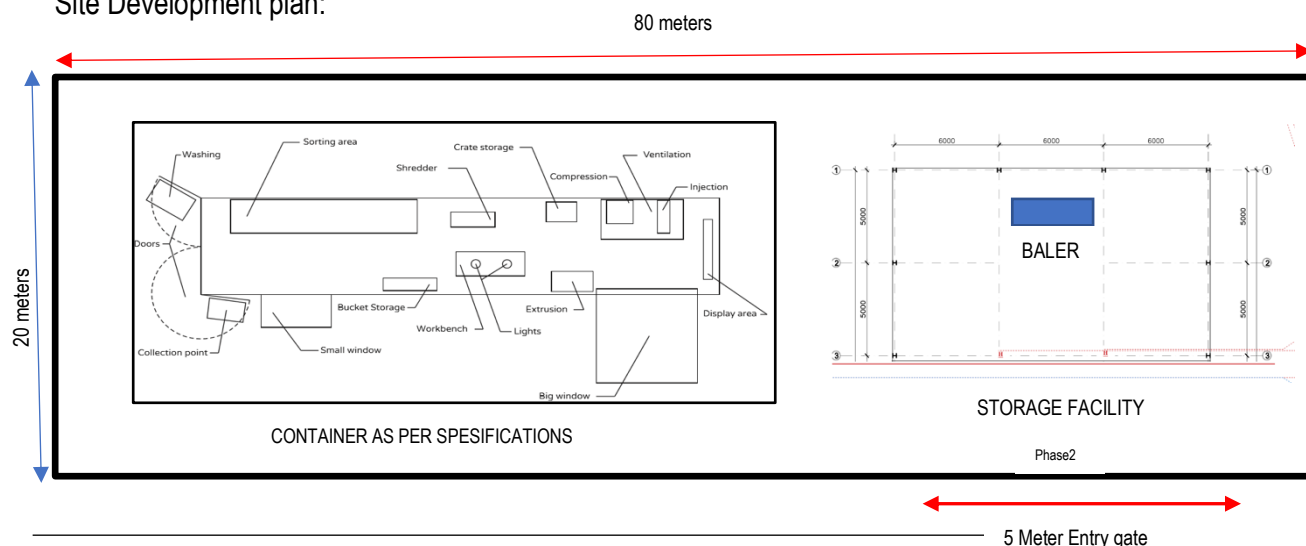 Site Development plan:
80 meters
20 meters
Washing
Sorting area
Shredder
Crate storage
Compression
Ventilation
Injection
Doors
Bucket Storage
Workbench
Lights
Extrusion
Display area
Collection point
Small window
Big window
CONTAINER AS PER SPESIFICATIONS
6000 6000 6000
1 1
5000 5000
BALER
2 2
5000 5000
3 3
STORAGE FACILITY
Phase2
5 Meter Entry gate